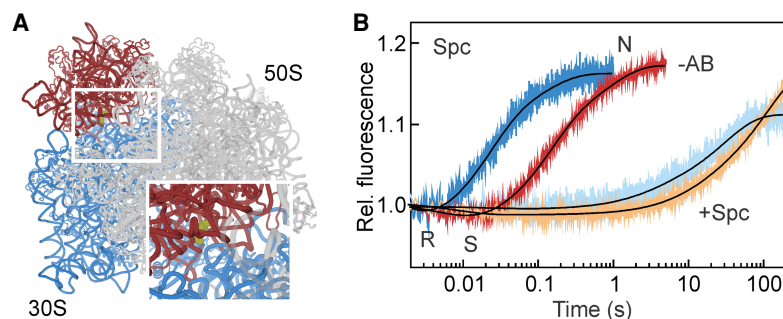 A
50S
30S
B
Spc
N
-AB
R
S
+Spc
Rel. fluorescence
1.2
1.1
1.0
0.01
0.1
1
10
100
Time (s)